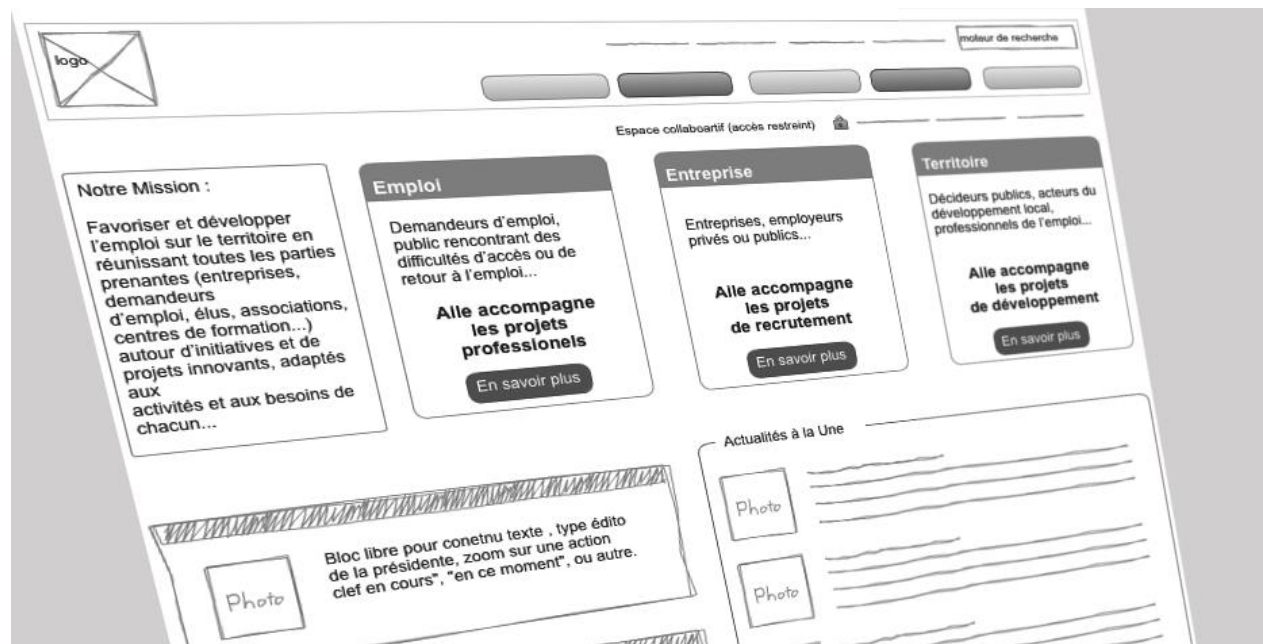 logo
moteur de recherche
Espace collaboartif (accès restreint)
Notre Mission :
Favoriser et développer
l'emploi sur le territoire en
réunissant toutes les parties
prenantes (entreprises,
demandeurs
d'emploi, élus, associations,
centres de formation...)
autour d'initiatives et de
projets innovants, adaptés
aux
activités et aux besoins de
chacun...
Emploi
Demandeurs d'emploi,
public rencontrant des
difficultés d'accès ou de
retour à l'emploi...
Alle accompagne
les projets
professionels
En savoir plus
Entreprise
Entreprises, employeurs
privés ou publics...
Alle accompagne
les projets
de recrutement
En savoir plus
Territoire
Décideurs publics, acteurs du
développement local,
professionnels de l'emploi...
Alle accompagne
les projets
de développement
En savoir plus
Photo
Bloc libre pour conetnu texte , type édito
de la présidente, zoom sur une action
clef en cours", "en ce moment", ou autre.
Actualités à la Une
Photo
Photo